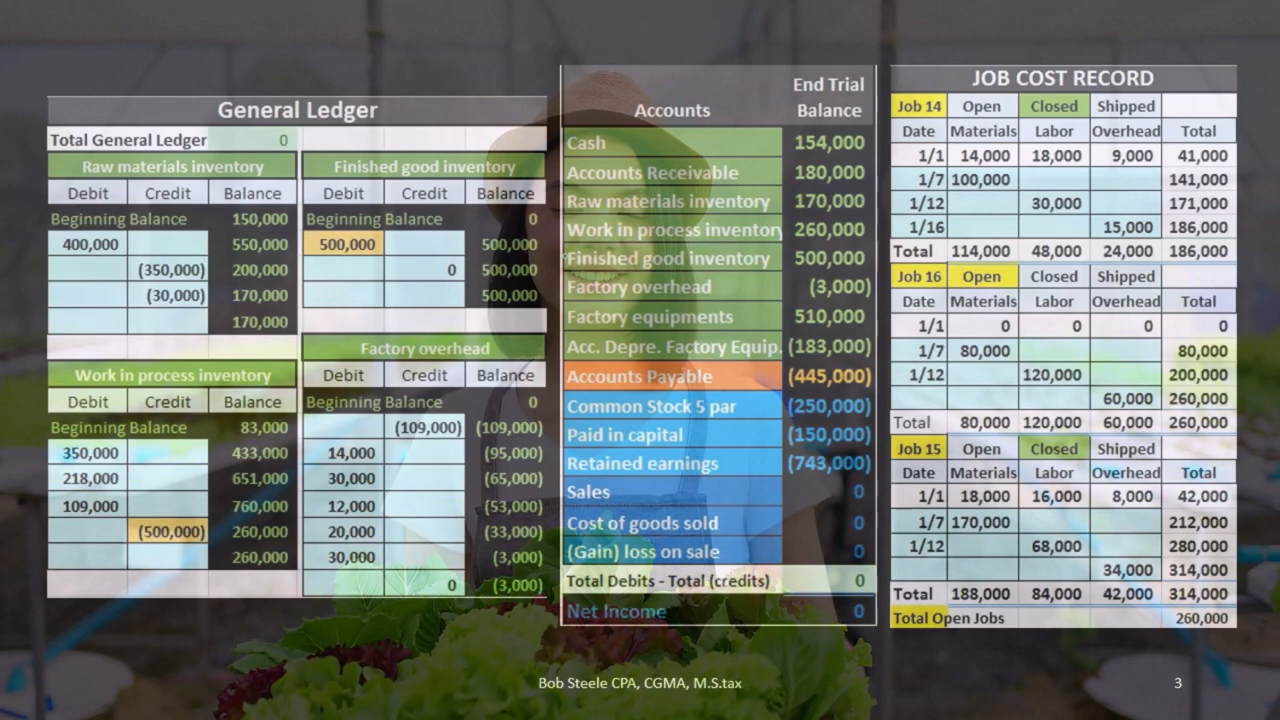 General Ledger
Total General Ledger 0
Raw materials inventory Finished good inventory
Debit Credit Balance Debit Credit Balance
Beginning Balance 150,000 Beginning Balance 0
400,000 550,000 500,000 500,000
(350,000) 200,000 0 500,000
(30,000) 170,000 500,000
170,000
Factory overhead
Work in process inventory Debit Credit Balance
Debit Credit Balance Beginning Balance 0
Beginning Balance 83,000 (109,000) (109,000)
350,000 433,000 14,000 (95,000)
218,000 651,000 30,000 (65,000)
109,000 760,000 12,000 (53,000)
(500,000) 260,000 20,000 (33,000)
260,000 30,000 (3,000)
0 (3,000)
End Trial
Accounts Balance
Cash 154,000
Accounts Receivable 180,000
Raw materials inventory 170,000
Work in process inventory 260,000
Finished good inventory 500,000
Factory overhead (3,000)
Factory equipments 510,000
Acc. Depre. Factory Equip. (183,000)
Accounts Payable (445,000)
Common Stock 5 par (250,000)
Paid in capital (150,000)
Retained earnings (743,000)
Sales 0
Cost of goods sold 0
(Gain) loss on sale 0
Total Debits - Total (credits) 0
Net Income 0
JOB COST RECORD
Job 14 Open Closed Shipped
Date Materials Labor Overhead Total
1/1 14,000 18,000 9,000 41,000
1/7 100,000 141,000
1/12 30,000 171,000
1/16 15,000 186,000
Total 114,000 48,000 24,000 186,000
Job 16 Open Closed Shipped
Date Materials Labor Overhead Total
1/1 0 0 0 0
1/7 80,000 80,000
1/12 120,000 200,000
60,000 260,000
Total 80,000 120,000 60,000 260,000
Job 15 Open Closed Shipped
Date Materials Labor Overhead Total
1/1 18,000 16,000 8,000 42,000
1/7 170,000 212,000
1/12 68,000 280,000
34,000 314,000
Total 188,000 84,000 42,000 314,000
Total Open Jobs 260,000
Bob Steele CPA, CGMA, M.S.tax
3